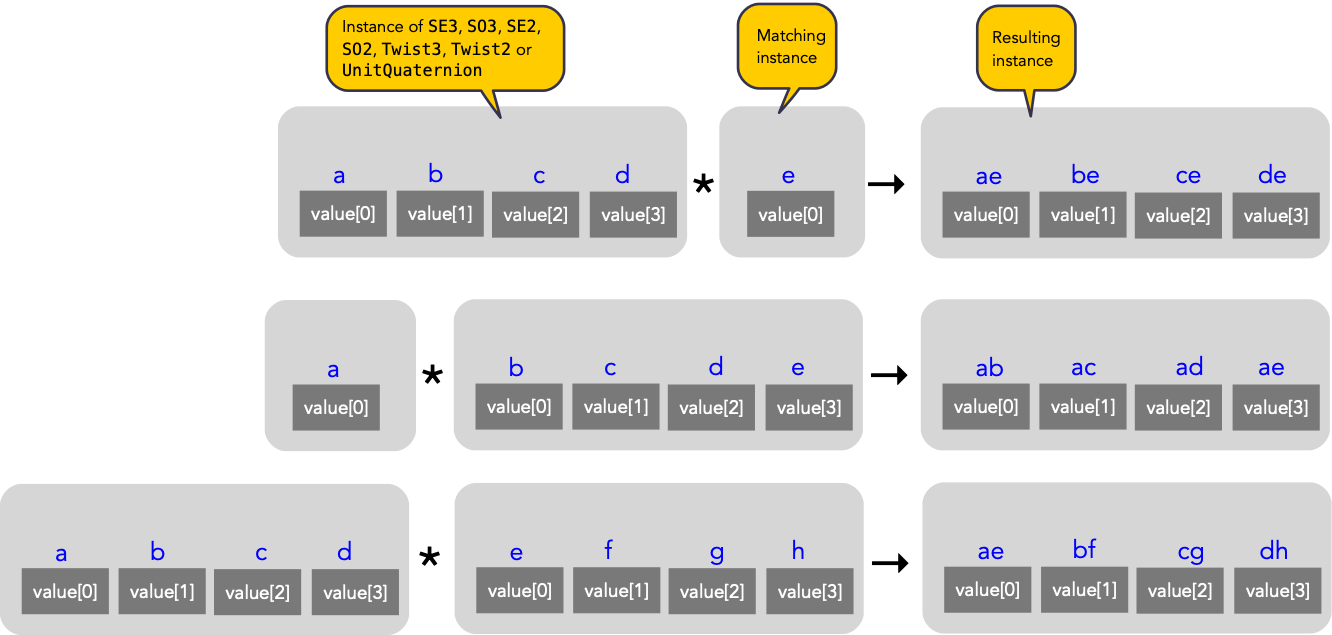 Instance of SE3, SO3, SE2,
SO2, Twist3, Twist2 or
UnitQuaternion
Matching
instance
Resulting
instance
a b c d * e → ae be ce de
value[0] value[1] value[2] value[3] value[0] value[0] value[1] value[2] value[3]
a * b c d e → ab ac ad ae
value[0] value[0] value[1] value[2] value[3] value[0] value[1] value[2] value[3]
a b c d * e f g h → ae bf cg dh
value[0] value[1] value[2] value[3] value[0] value[1] value[2] value[3] value[0] value[1] value[2] value[3]